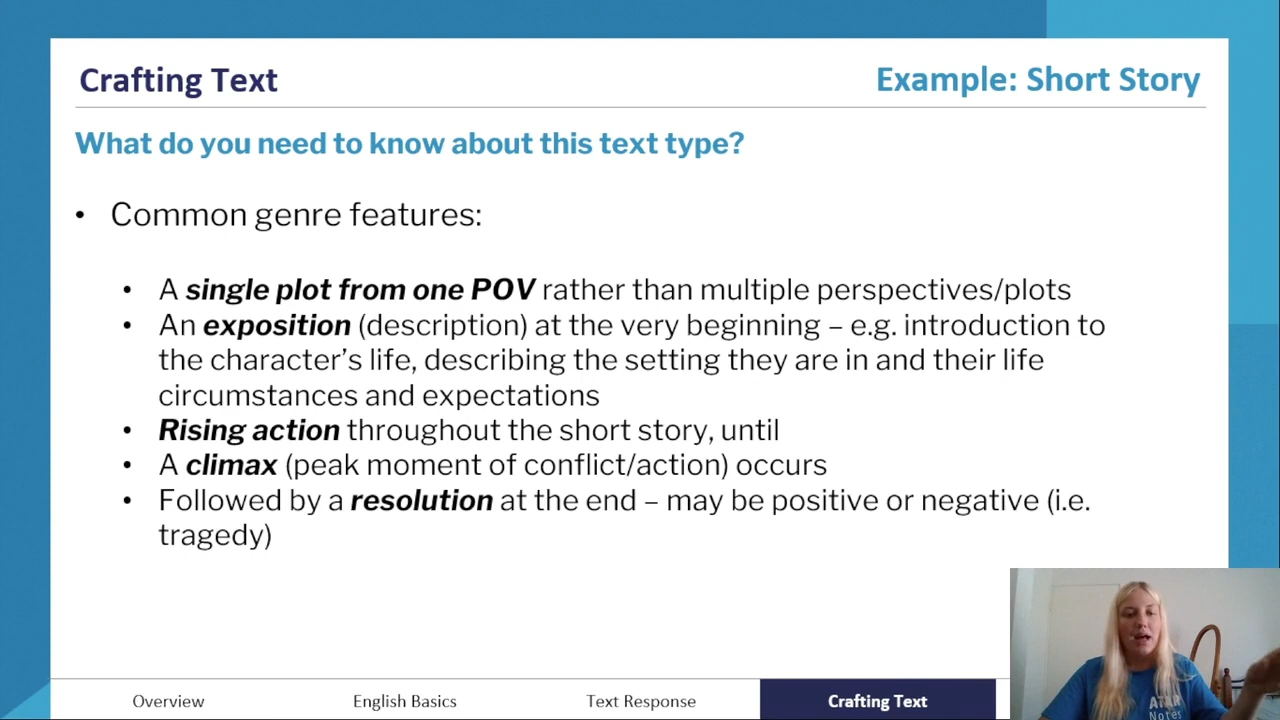 Crafting Text
Example: Short Story
What do you need to know about this text type?
• Common genre features:
• A single plot from one POV rather than multiple perspectives/plots
• An exposition (description) at the very beginning – e.g. introduction to
the character's life, describing the setting they are in and their life
circumstances and expectations
• Rising action throughout the short story, until
• A climax (peak moment of conflict/action) occurs
• Followed by a resolution at the end – may be positive or negative (i.e.
tragedy)
Overview
English Basics
Text Response
Crafting Text
ATAR
Notes